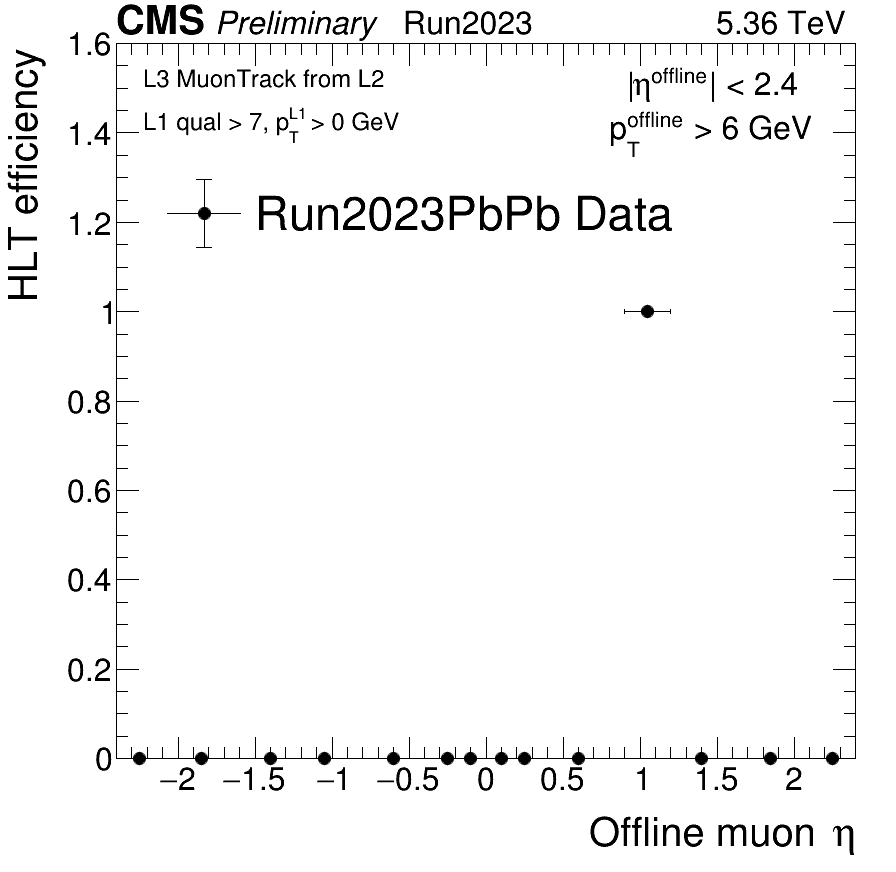 CMS Preliminary Run2023 5.36 TeV
L3 MuonTrack from L2
L1 qual > 7, p_T^L1 > 0 GeV
|η^offline| < 2.4
p_T^offline > 6 GeV
Run2023PbPb Data
HLT efficiency
1.6
1.4
1.2
1
0.8
0.6
0.4
0.2
0
−2 −1.5 −1 −0.5 0 0.5 1 1.5 2
Offline muon η